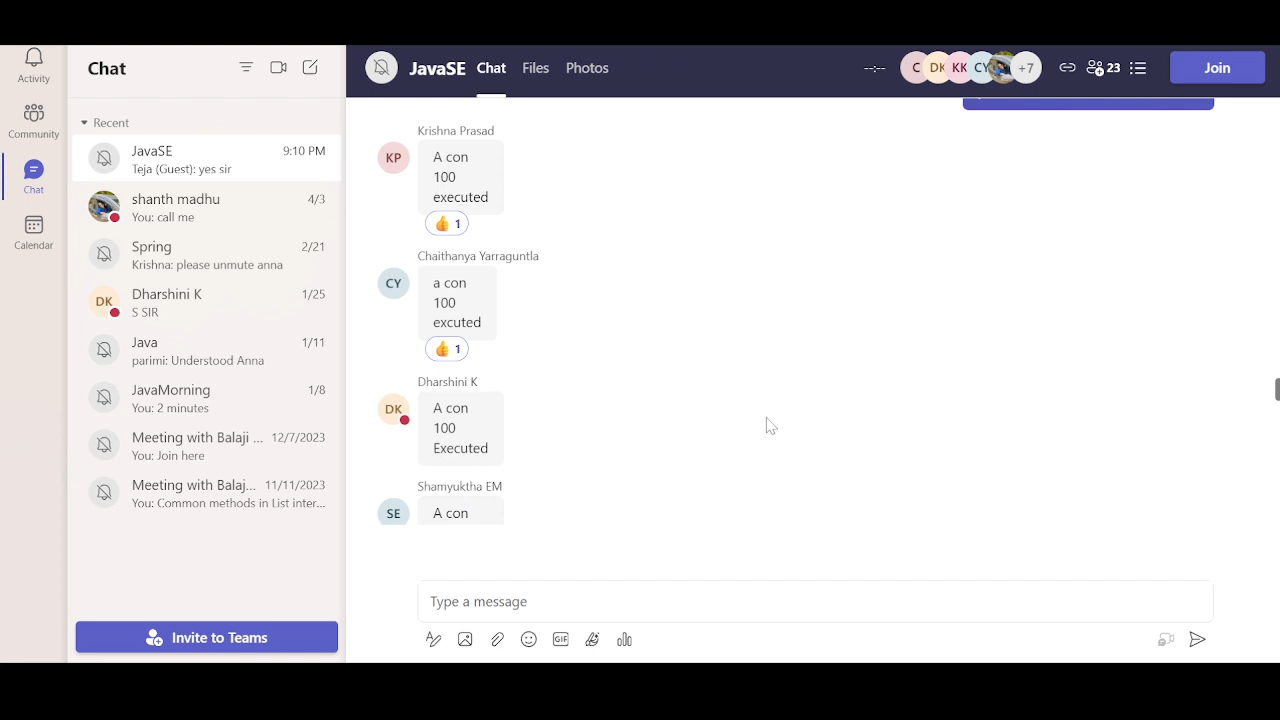 Activity
Community
Chat
Calendar
Chat
Recent
JavaSE 9:10 PM
Teja (Guest): yes sir
shanth madhu 4/3
You: call me
Spring 2/21
Krishna: please unmute anna
DK Dharshini K 1/25
S SIR
Java 1/11
parimi: Understood Anna
JavaMorning 1/8
You: 2 minutes
Meeting with Balaji ... 12/7/2023
You: Join here
Meeting with Balaj... 11/11/2023
You: Common methods in List inter...
Invite to Teams
JavaSE Chat Files Photos --:-- C DK KK CY +7 23 Join
Krishna Prasad
KP
A con
100
executed
1
Chaithanya Yarraguntla
CY
a con
100
excuted
1
Dharshini K
DK
A con
100
Executed
Shamyuktha EM
SE
A con
Type a message
GIF